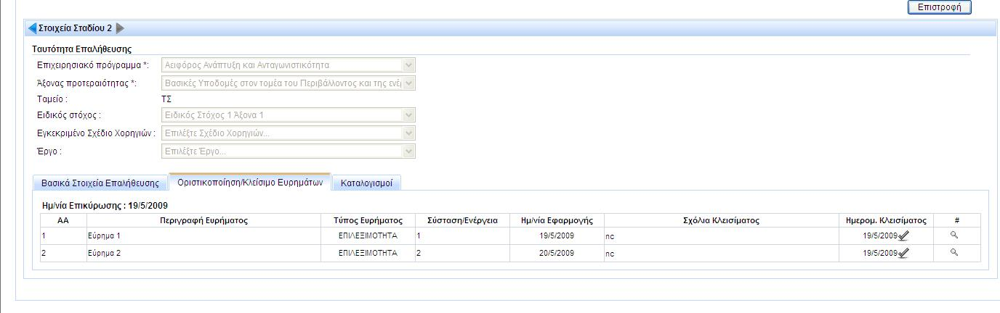 Επιστροφή
Στοιχεία Σταδίου 2
Ταυτότητα Επαλήθευσης
Επιχειρησιακό πρόγραμμα *: Αειφόρος Ανάπτυξη και Ανταγωνιστικότητα
Άξονας προτεραιότητας *: Βασικές Υποδομές στον τομέα του Περιβάλλοντος και της ενέρ
Ταμείο : ΤΣ
Ειδικός στόχος : Ειδικός Στόχος 1 Άξονα 1
Εγκεκριμένο Σχέδιο Χορηγιών : Επιλέξτε Σχέδιο Χορηγιών...
Έργο : Επιλέξτε Έργο...
Βασικά Στοιχεία Επαλήθευσης Οριστικοποίηση/Κλείσιμο Ευρημάτων Καταλογισμοί
Ημ/νία Επικύρωσης : 19/5/2009
ΑΑ Περιγραφή Ευρήματος Τύπος Ευρήματος Σύσταση/Ενέργεια Ημ/νία Εφαρμογής Σχόλια Κλεισίματος Ημερομ. Κλεισίματος #
1 Εύρημα 1 ΕΠΙΛΕΞΙΜΟΤΗΤΑ 1 19/5/2009 nc 19/5/2009
2 Εύρημα 2 ΕΠΙΛΕΞΙΜΟΤΗΤΑ 2 20/5/2009 nc 19/5/2009